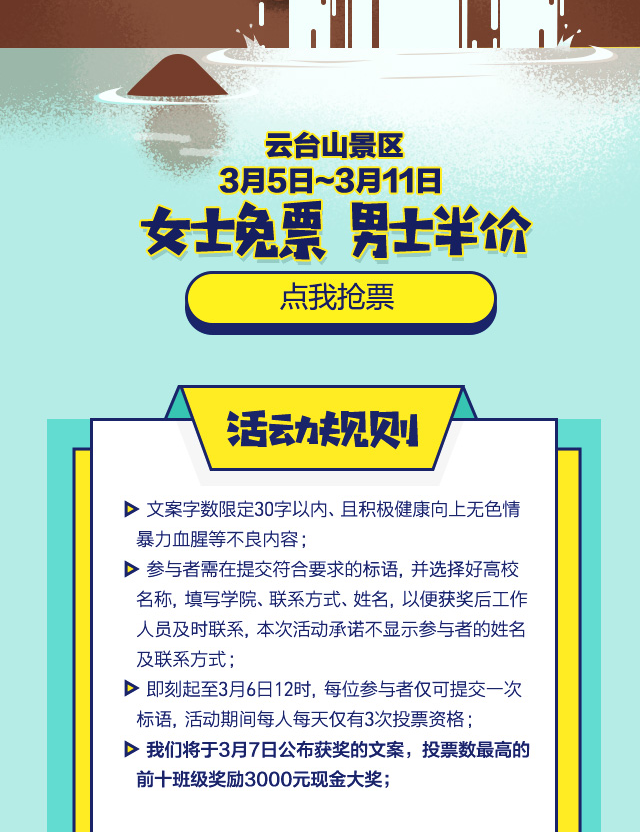 云台山景区
3月5日~3月11日
女士免票 男士半价
点我抢票
活动规则
文案字数限定30字以内、且积极健康向上无色情
暴力血腥等不良内容；
参与者需在提交符合要求的标语, 并选择好高校
名称, 填写学院、联系方式、姓名, 以便获奖后工作
人员及时联系, 本次活动承诺不显示参与者的姓名
及联系方式；
即刻起至3月6日12时, 每位参与者仅可提交一次
标语, 活动期间每人每天仅有3次投票资格；
我们将于3月7日公布获奖的文案，投票数最高的
前十班级奖励3000元现金大奖；